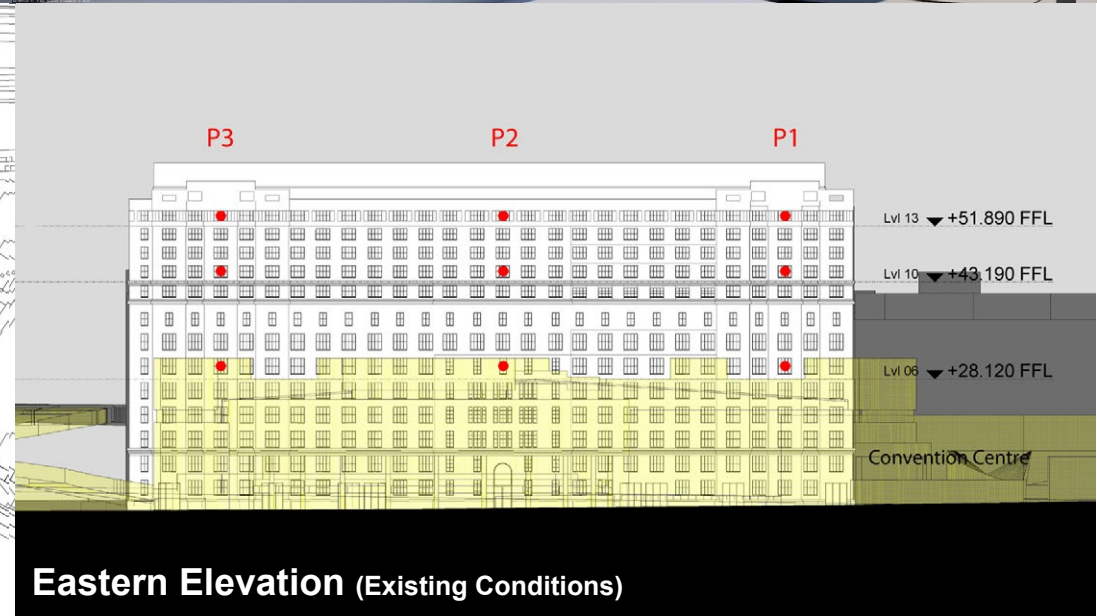 P3 P2 P1
Lvl 13 +51.890 FFL
Lvl 10 +43.190 FFL
Lvl 06 +28.120 FFL
Convention Centre
Eastern Elevation (Existing Conditions)